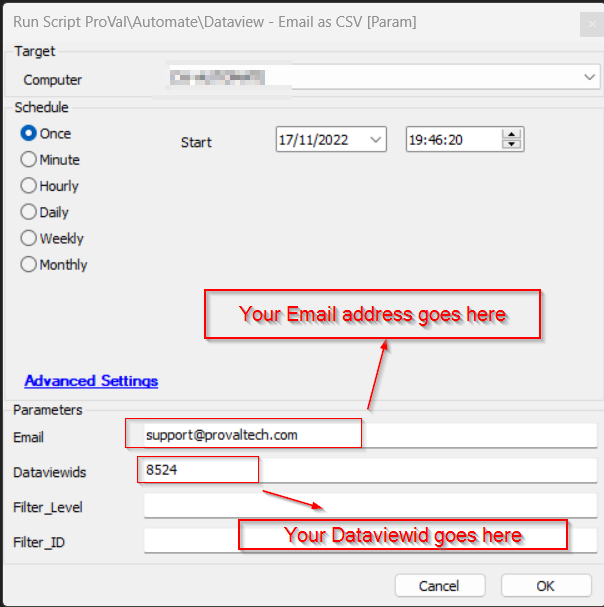 Run Script ProVal\Automate\Dataview - Email as CSV [Param]
Target
Computer
Schedule
Once
Start
17/11/2022
19:46:20
Minute
Hourly
Daily
Weekly
Monthly
Your Email address goes here
Advanced Settings
Parameters
Email
support@provaltech.com
Dataviewids
8524
Filter_Level
Your Dataviewid goes here
Filter_ID
Cancel
OK